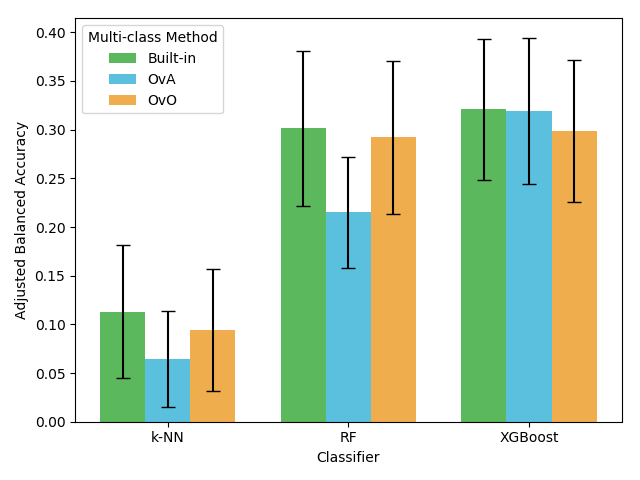 Multi-class Method
Built-in
OvA
OvO
Adjusted Balanced Accuracy
0.40
0.35
0.30
0.25
0.20
0.15
0.10
0.05
0.00
k-NN RF XGBoost
Classifier